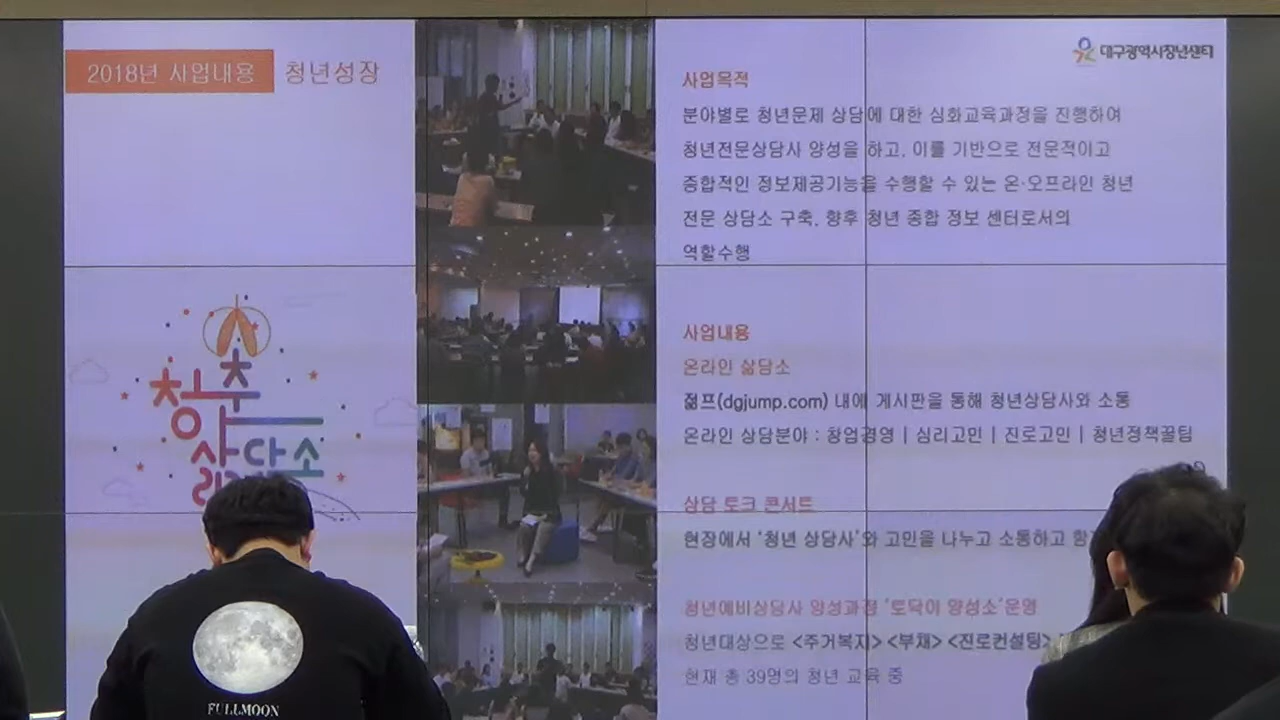 2018년 사업내용 청년성장
대구광역시청년센터
사업목적
분야별로 청년문제 상담에 대한 심화교육과정을 진행하여
청년전문상담사 양성을 하고, 이를 기반으로 전문적이고
종합적인 정보제공기능을 수행할 수 있는 온·오프라인 청년
전문 상담소 구축, 향후 청년 종합 정보 센터로서의
역할수행
청춘
상담소
사업내용
온라인 삶담소
젊프(dgjump.com) 내에 게시판을 통해 청년상담사와 소통
온라인 상담분야 : 창업경영 | 심리고민 | 진로고민 | 청년정책꿀팁
상담 토크 콘서트
현장에서 '청년 상담사'와 고민을 나누고 소통하고
청년예비상담사 양성과정 '토닥이 양성소'운영
청년대상으로 <주거복지> <부채> <진로컨설팅>
현재 총 39명의 청년 교육 중
FULLMOON